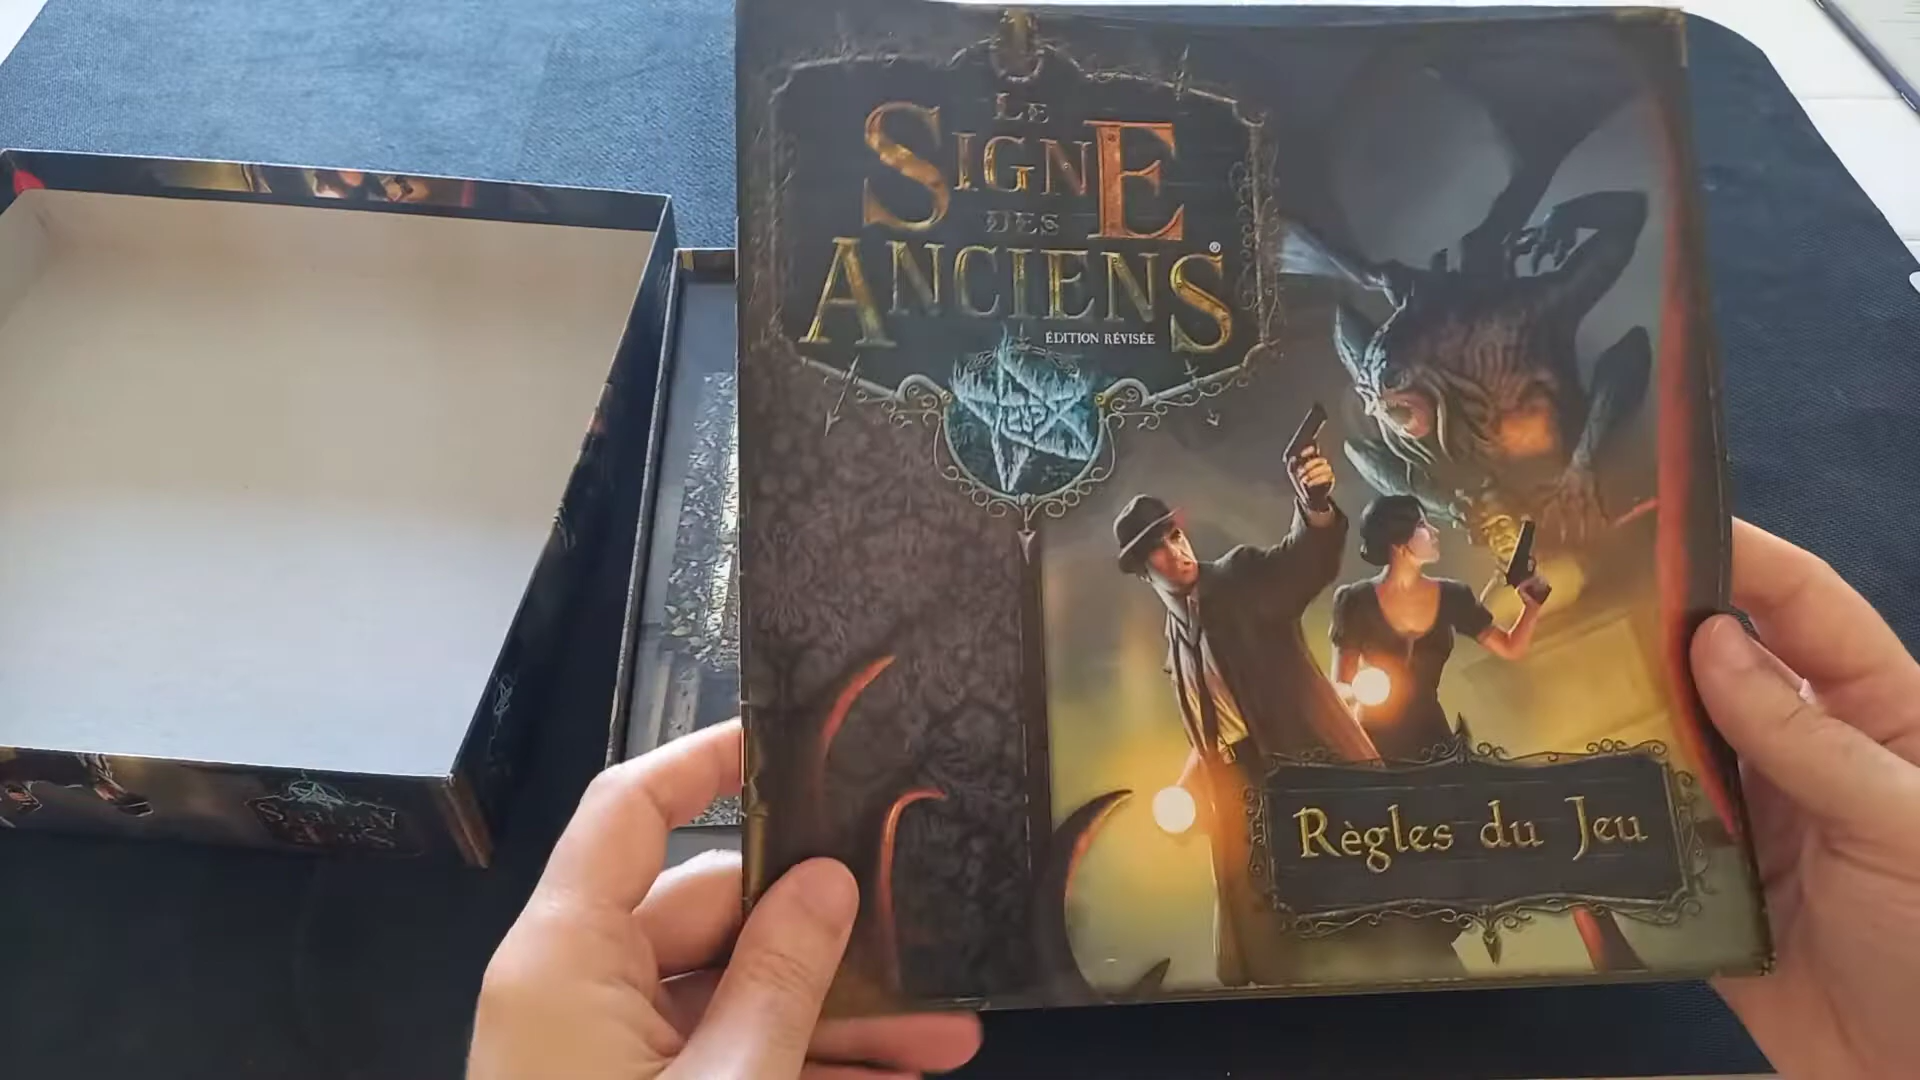 LE
SIGNE
DES
ANCIENS®
ÉDITION RÉVISÉE
Règles du Jeu